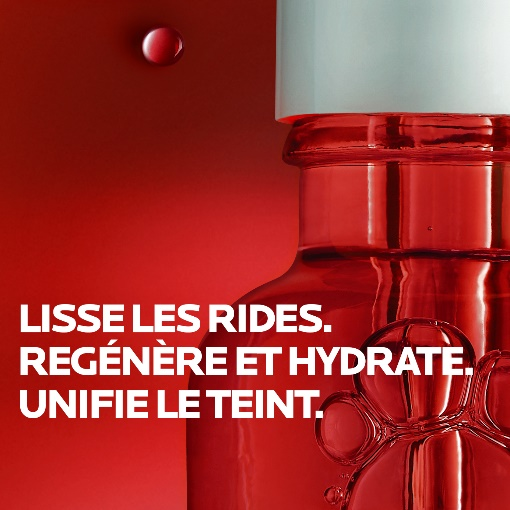 LISSE LES RIDES.
REGÉNÈRE ET HYDRATE.
UNIFIE LE TEINT.